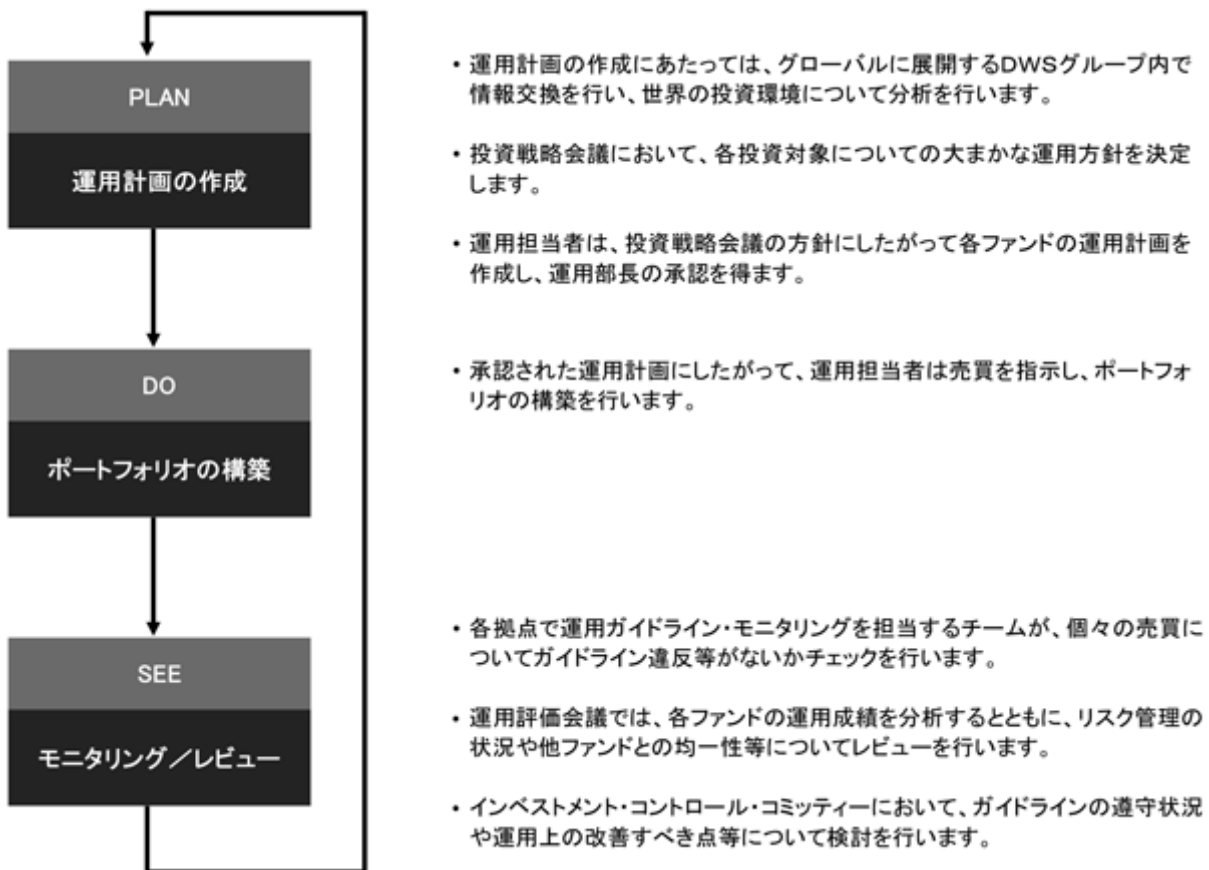 PLAN
運用計画の作成
・運用計画の作成にあたっては、グローバルに展開するDWSグループ内で
情報交換を行い、世界の投資環境について分析を行います。
・投資戦略会議において、各投資対象についての大まかな運用方針を決定
します。
・運用担当者は、投資戦略会議の方針にしたがって各ファンドの運用計画を
作成し、運用部長の承認を得ます。
DO
ポートフォリオの構築
・承認された運用計画にしたがって、運用担当者は売買を指示し、ポートフォ
リオの構築を行います。
SEE
モニタリング／レビュー
・各拠点で運用ガイドライン・モニタリングを担当するチームが、個々の売買に
ついてガイドライン違反等がないかチェックを行います。
・運用評価会議では、各ファンドの運用成績を分析するとともに、リスク管理の
状況や他ファンドとの均一性等についてレビューを行います。
・インベストメント・コントロール・コミッティーにおいて、ガイドラインの遵守状況
や運用上の改善すべき点等について検討を行います。